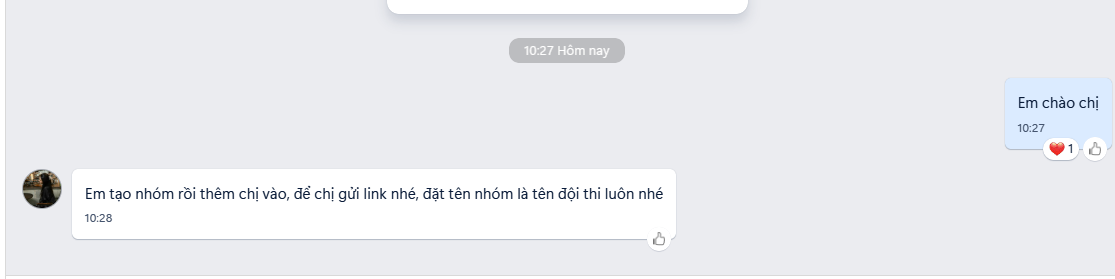 10:27 Hôm nay
Em chào chị
10:27
1
Em tạo nhóm rồi thêm chị vào, để chị gửi link nhé, đặt tên nhóm là tên đội thi luôn nhé
10:28